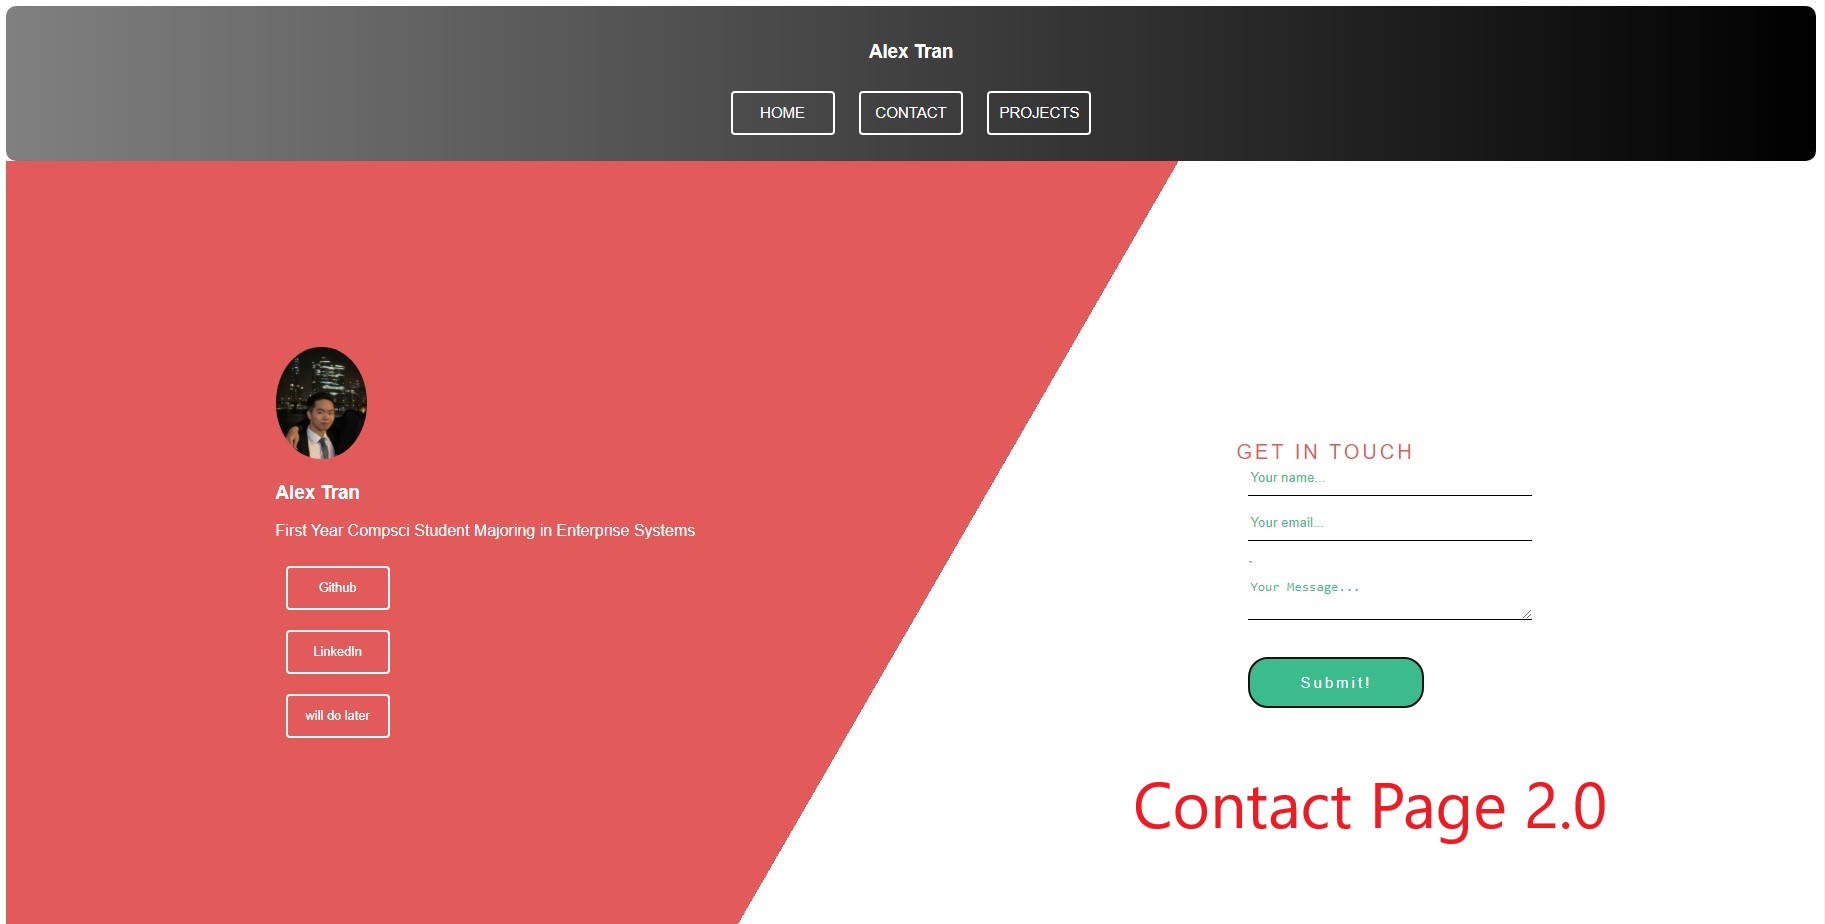 Alex Tran
HOME CONTACT PROJECTS
Alex Tran
First Year Compsci Student Majoring in Enterprise Systems
Github
LinkedIn
will do later
GET IN TOUCH
Your name...
Your email...
`
Your Message...
Submit!
Contact Page 2.0